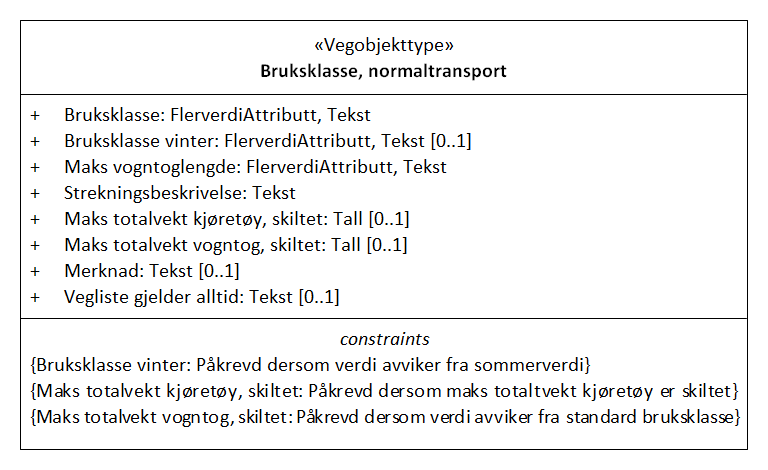 «Vegobjekttype»
Bruksklasse, normaltransport
+ Bruksklasse: FlerverdiAttributt, Tekst
+ Bruksklasse vinter: FlerverdiAttributt, Tekst [0..1]
+ Maks vogntoglengde: FlerverdiAttributt, Tekst
+ Strekningsbeskrivelse: Tekst
+ Maks totalvekt kjøretøy, skiltet: Tall [0..1]
+ Maks totalvekt vogntog, skiltet: Tall [0..1]
+ Merknad: Tekst [0..1]
+ Vegliste gjelder alltid: Tekst [0..1]
constraints
{Bruksklasse vinter: Påkrevd dersom verdi avviker fra sommerverdi}
{Maks totalvekt kjøretøy, skiltet: Påkrevd dersom maks totaltvekt kjøretøy er skiltet}
{Maks totalvekt vogntog, skiltet: Påkrevd dersom verdi avviker fra standard bruksklasse}